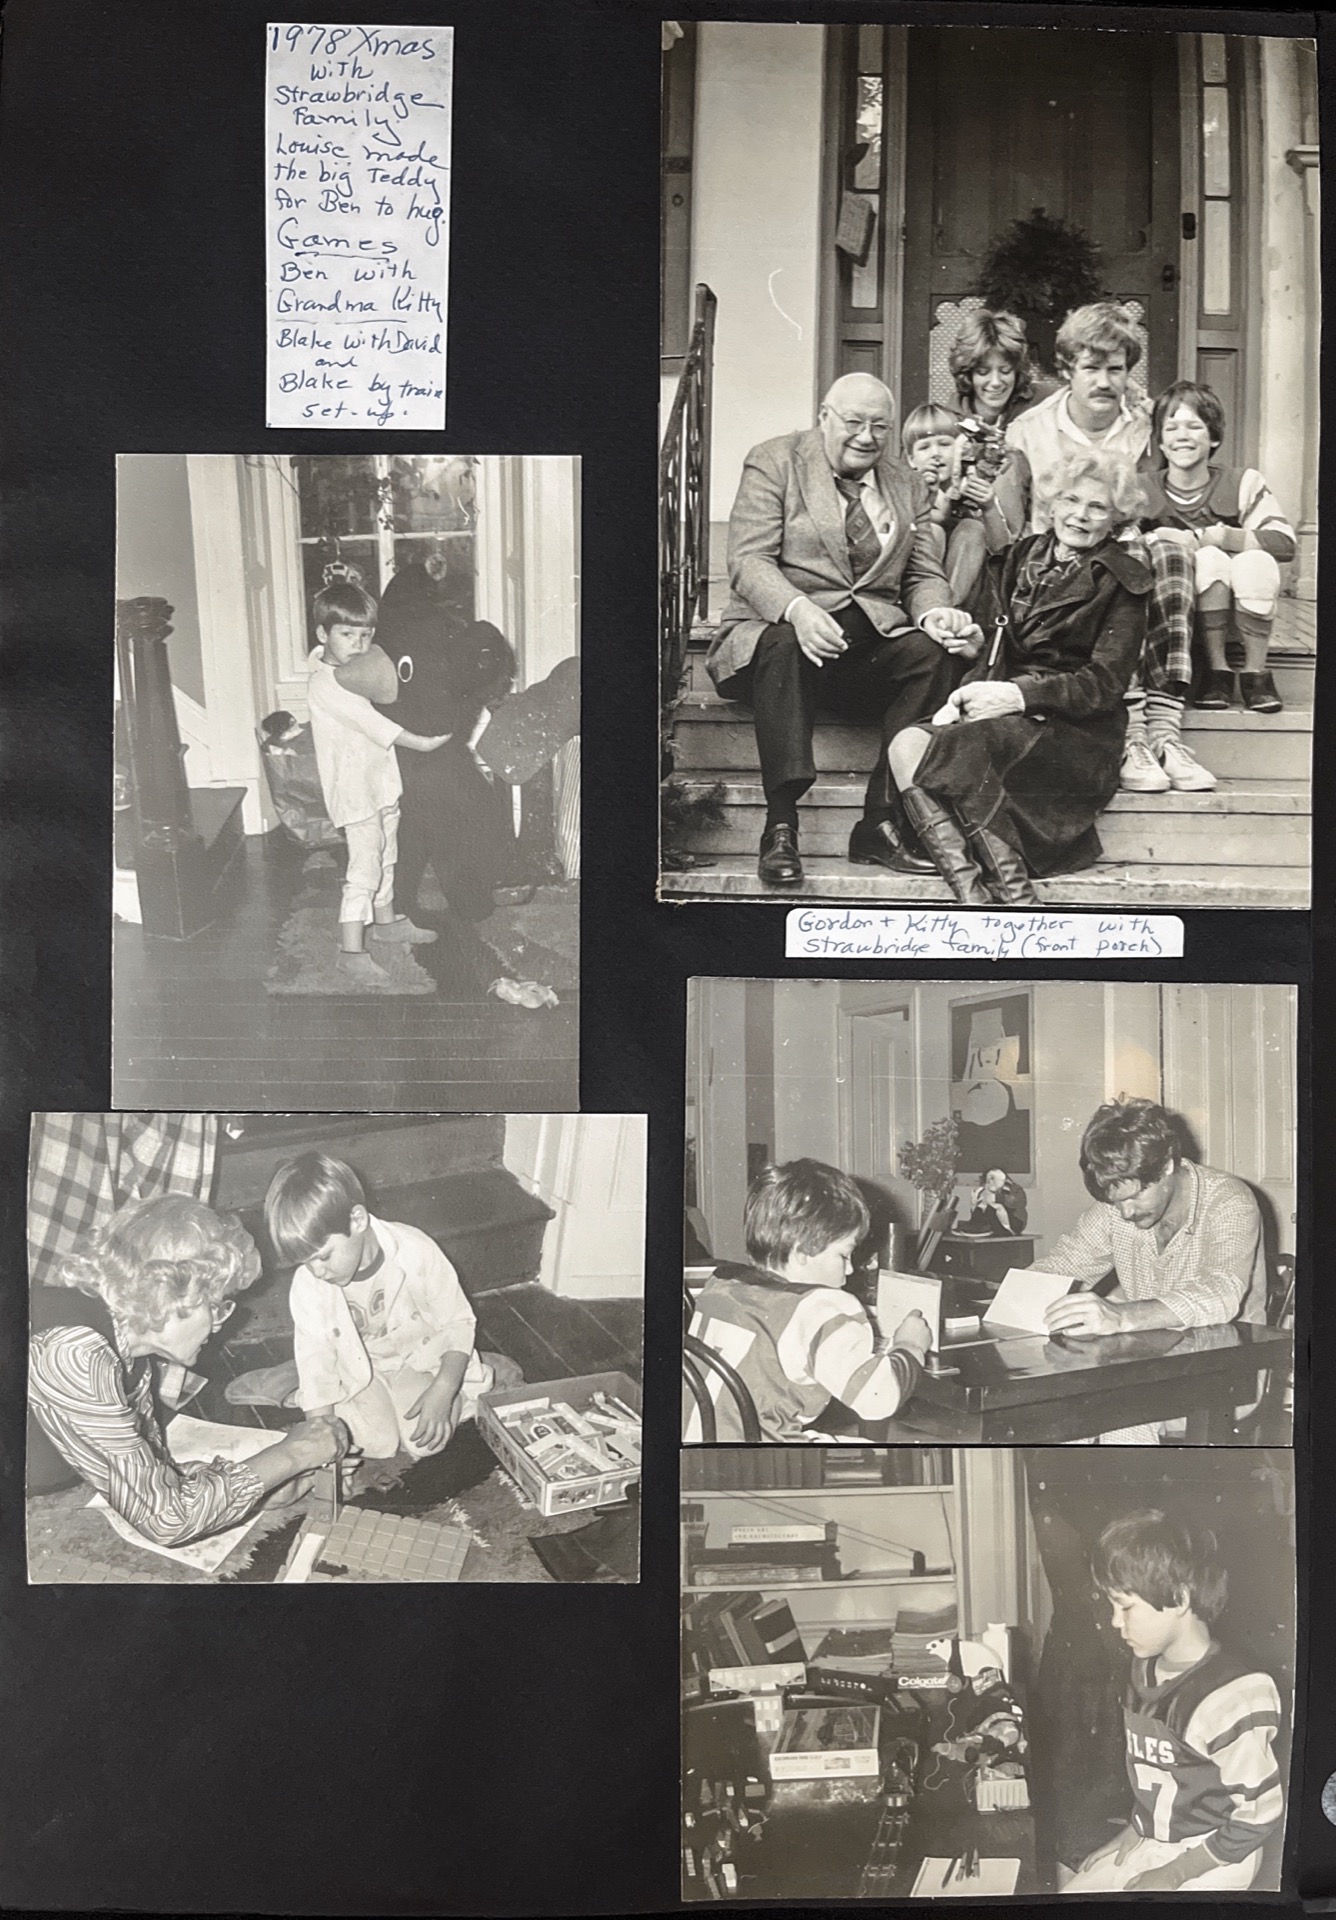 1978 Xmas
with
Strawbridge
Family.
Louise made
the big Teddy
for Ben to hug.
Games
Ben with
Grandma Kitty
Blake with David
and
Blake by train
set-up.
Gordon + Kitty together with
Strawbridge family (front porch)
Colgate
LES
7